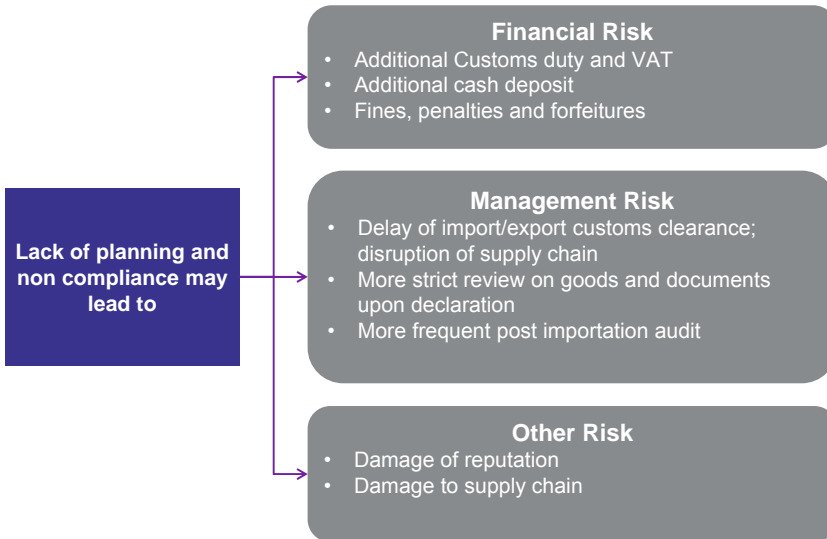 Financial Risk
• Additional Customs duty and VAT
• Additional cash deposit
• Fines, penalties and forfeitures
Lack of planning and
non compliance may
lead to
Management Risk
• Delay of import/export customs clearance;
disruption of supply chain
• More strict review on goods and documents
upon declaration
• More frequent post importation audit
Other Risk
• Damage of reputation
• Damage to supply chain